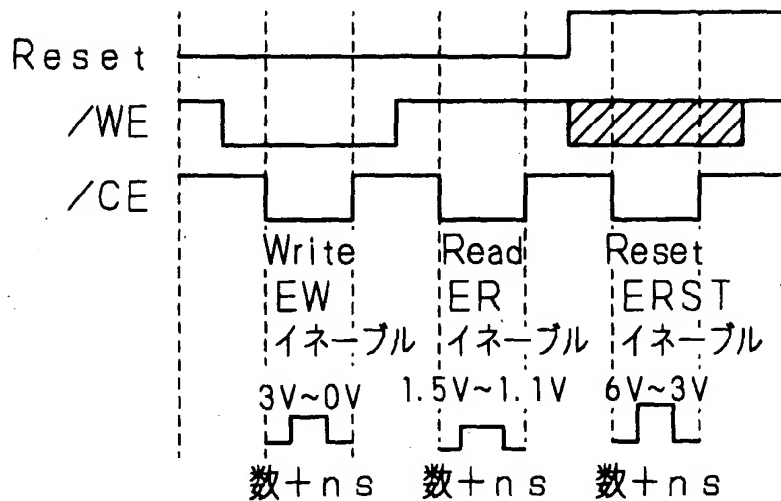 Reset
/WE
/CE
Write Read Reset
EW ER ERST
イネーブル イネーブル イネーブル
3V~0V 1.5V~1.1V 6V~3V
数十ns 数十ns 数十ns